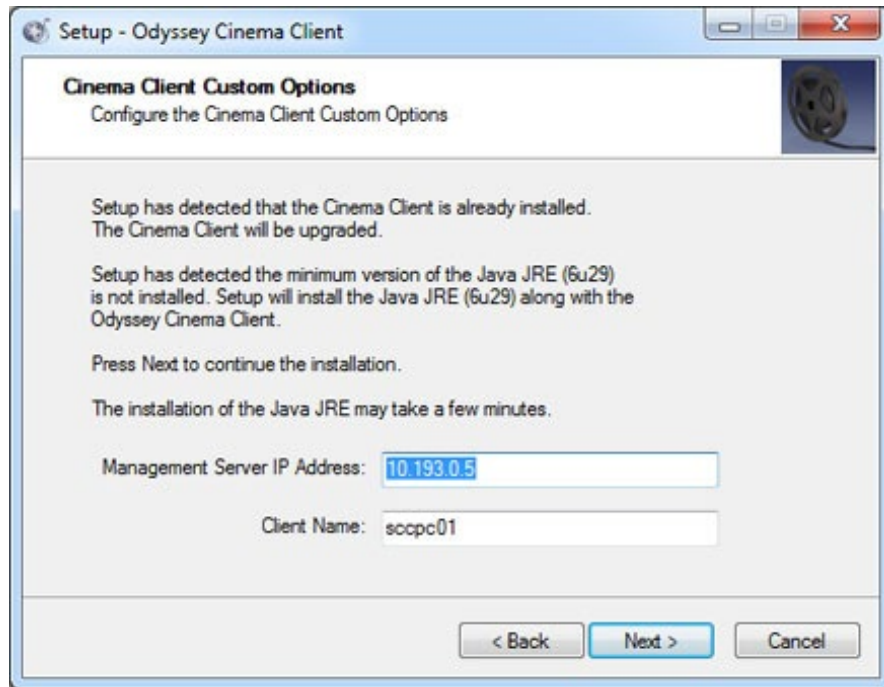 Setup - Odyssey Cinema Client
Cinema Client Custom Options
Configure the Cinema Client Custom Options
Setup has detected that the Cinema Client is already installed.
The Cinema Client will be upgraded.
Setup has detected the minimum version of the Java JRE (6u29)
is not installed. Setup will install the Java JRE (6u29) along with the
Odyssey Cinema Client.
Press Next to continue the installation.
The installation of the Java JRE may take a few minutes.
Management Server IP Address: 10.193.0.5
Client Name: sccpc01
< Back Next > Cancel